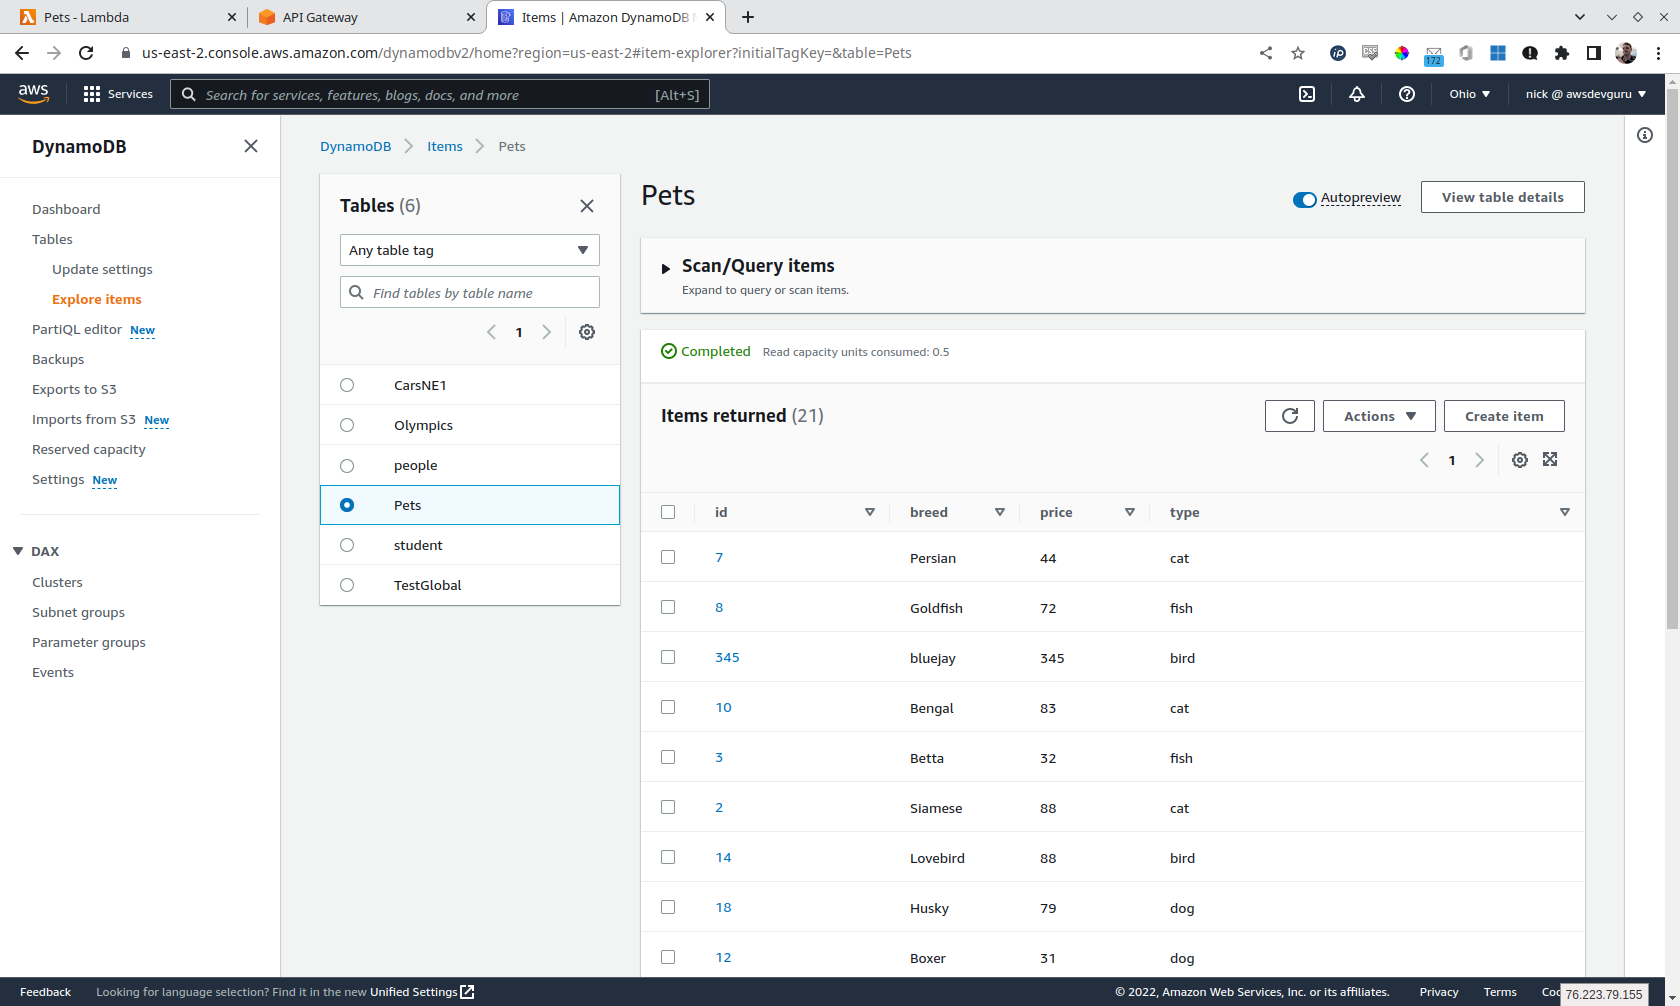 Pets - Lambda
API Gateway
Items | Amazon DynamoDB
us-east-2.console.aws.amazon.com/dynamodbv2/home?region=us-east-2#item-explorer?initialTagKey=&table=Pets
172
aws
Services
Search for services, features, blogs, docs, and more
[Alt+S]
Ohio
nick @ awsdevguru
DynamoDB
Dashboard
Tables
Update settings
Explore items
PartiQL editor New
Backups
Exports to S3
Imports from S3 New
Reserved capacity
Settings New
DAX
Clusters
Subnet groups
Parameter groups
Events
DynamoDB
Items
Pets
Tables (6)
Any table tag
Find tables by table name
1
CarsNE1
Olympics
people
Pets
student
TestGlobal
Pets
Autopreview
View table details
Scan/Query items
Expand to query or scan items.
Completed
Read capacity units consumed: 0.5
Items returned (21)
Actions
Create item
1
id breed price type
7 Persian 44 cat
8 Goldfish 72 fish
345 bluejay 345 bird
10 Bengal 83 cat
3 Betta 32 fish
2 Siamese 88 cat
14 Lovebird 88 bird
18 Husky 79 dog
12 Boxer 31 dog
Feedback
Looking for language selection? Find it in the new Unified Settings
© 2022, Amazon Web Services, Inc. or its affiliates.
Privacy
Terms
76.223.79.155